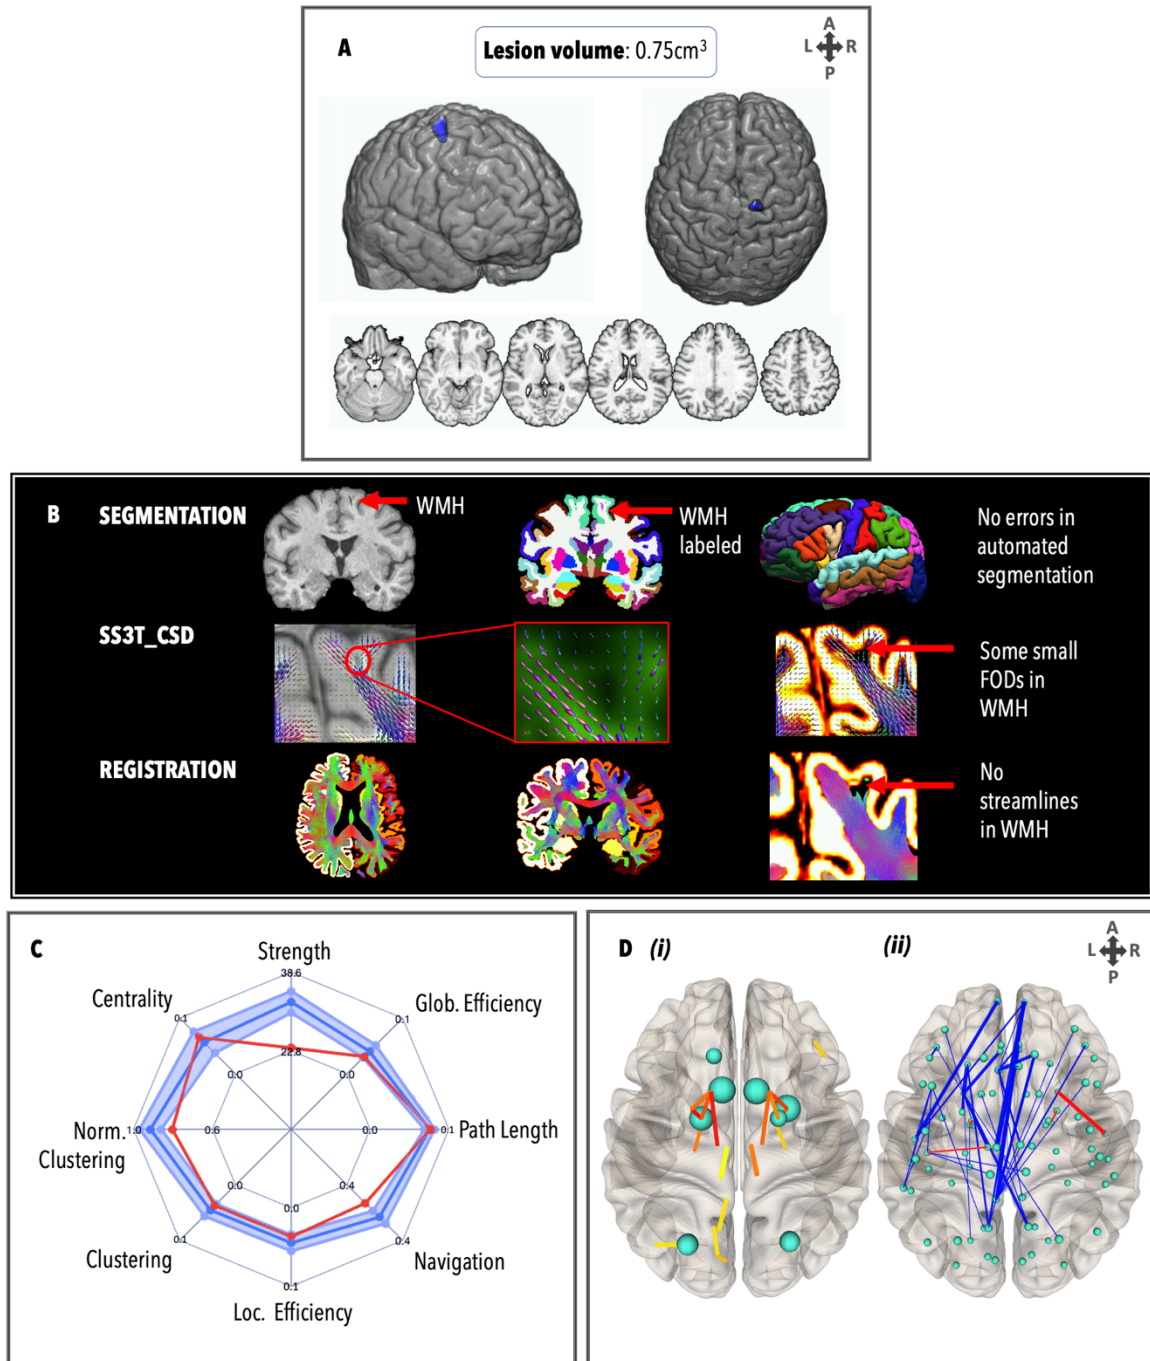 A
Lesion volume: 0.75cm³
A
L R
P
B
SEGMENTATION
WMH
WMH
labeled
No errors in
automated
segmentation
SS3T_CSD
Some small
FODs in
WMH
REGISTRATION
No
streamlines
in WMH
C
Strength
38.6
Centrality
0.1
Glob. Efficiency
0.1
22.8
0.0
0.0
Norm.
Clustering
1.0
0.6
0.0
0.1
Path Length
0.0
0.4
0.0
Clustering
0.1
0.4
Navigation
0.1
Loc. Efficiency
D (i)
(ii)
A
L R
P